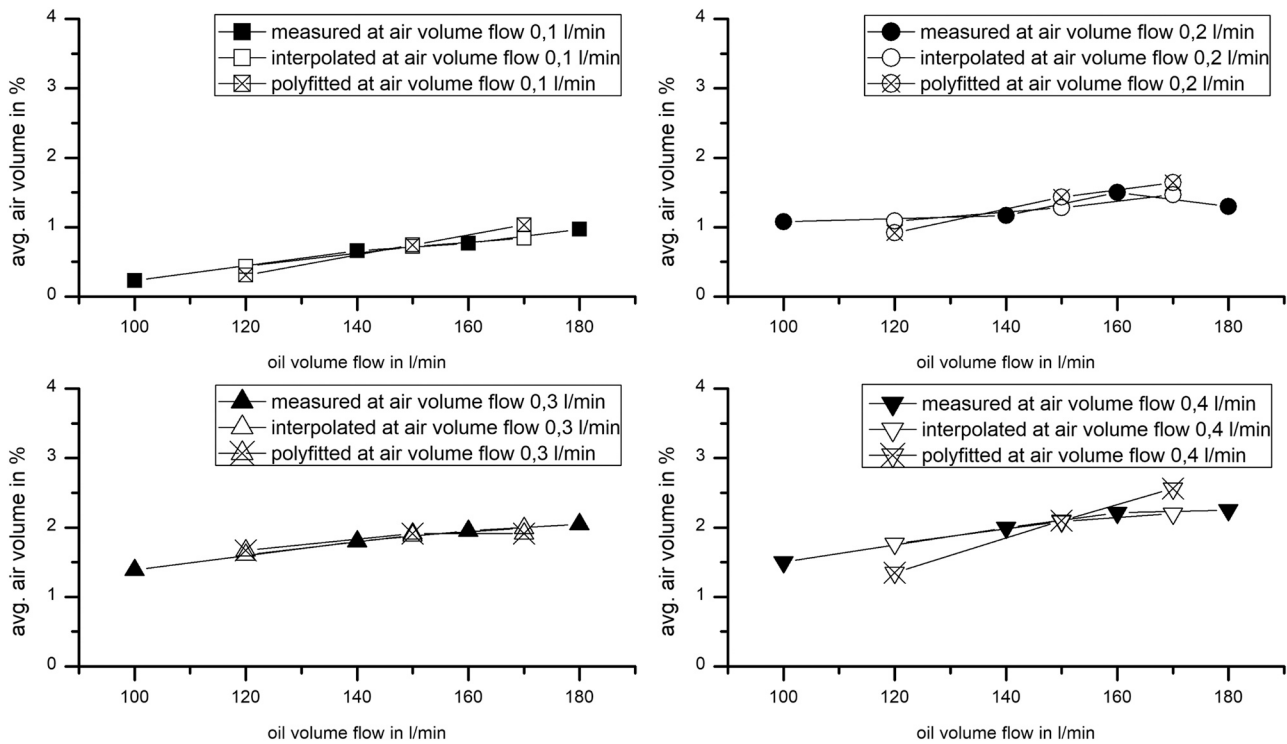 measured at air volume flow 0,1 l/min
interpolated at air volume flow 0,1 l/min
polyfitted at air volume flow 0,1 l/min
avg. air volume in %
4
3
2
1
0
100 120 140 160 180
oil volume flow in l/min
measured at air volume flow 0,2 l/min
interpolated at air volume flow 0,2 l/min
polyfitted at air volume flow 0,2 l/min
avg. air volume in %
4
3
2
1
0
100 120 140 160 180
oil volume flow in l/min
measured at air volume flow 0,3 l/min
interpolated at air volume flow 0,3 l/min
polyfitted at air volume flow 0,3 l/min
avg. air volume in %
4
3
2
1
0
100 120 140 160 180
oil volume flow in l/min
measured at air volume flow 0,4 l/min
interpolated at air volume flow 0,4 l/min
polyfitted at air volume flow 0,4 l/min
avg. air volume in %
4
3
2
1
0
100 120 140 160 180
oil volume flow in l/min